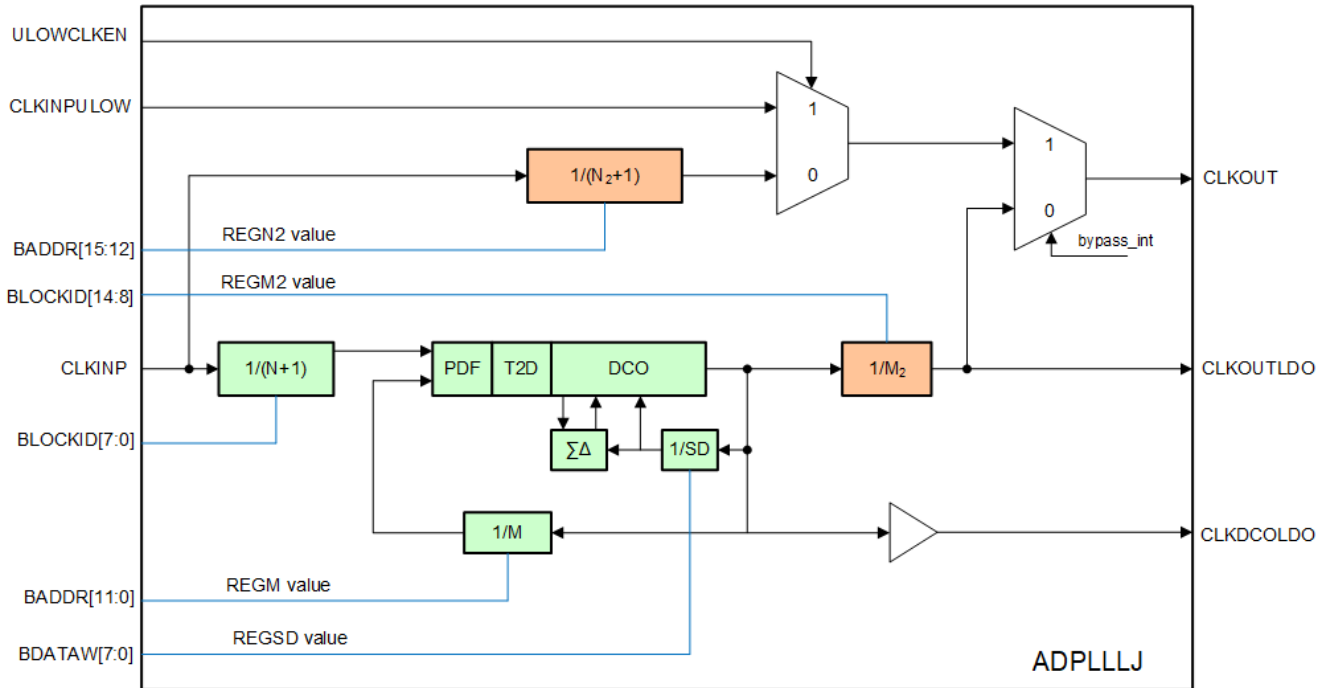 ULOWCLKEN
CLKINPULOW
1
1/(N₂+1)
0
1
0
CLKOUT
bypass_int
BADDR[15:12]
REGN2 value
BLOCKID[14:8]
REGM2 value
CLKINP
1/(N+1)
PDF
T2D
DCO
1/M₂
CLKOUTLDO
BLOCKID[7:0]
∑Δ
1/SD
1/M
CLKDCOLDO
BADDR[11:0]
REGM value
BDATAW[7:0]
REGSD value
ADPLLLJ